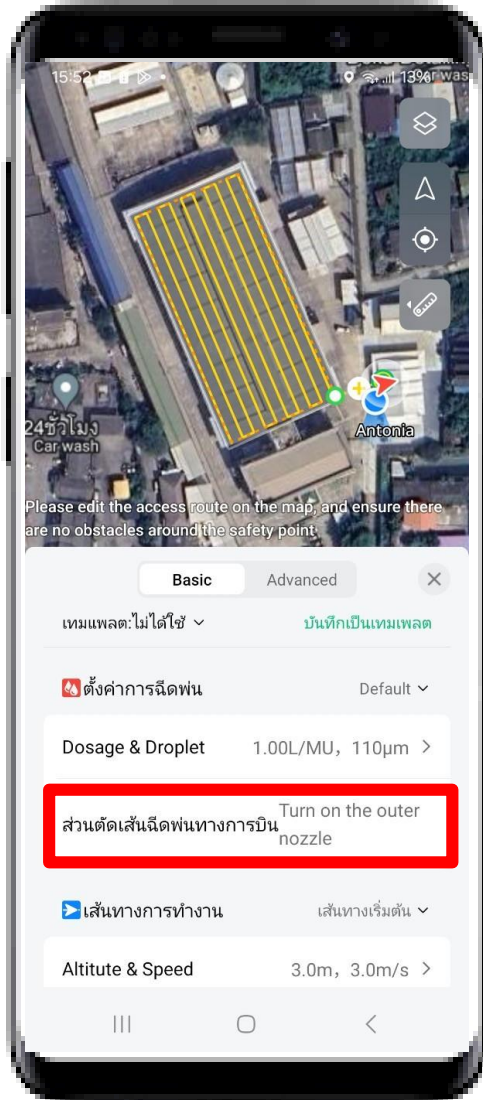 15:52
13%
24ชั่วโมง
Car wash
Antonia
Please edit the access route on the map, and ensure there
are no obstacles around the safety point
Basic Advanced
เทมแพลต:ไม่ได้ใช้ บันทึกเป็นเทมเพลต
ตั้งค่าการฉีดพ่น Default
Dosage & Droplet 1.00L/MU, 110μm
ส่วนตัดเส้นฉีดพ่นทางการบิน Turn on the outer
nozzle
เส้นทางการทำงาน เส้นทางเริ่มต้น
Altitute & Speed 3.0m, 3.0m/s